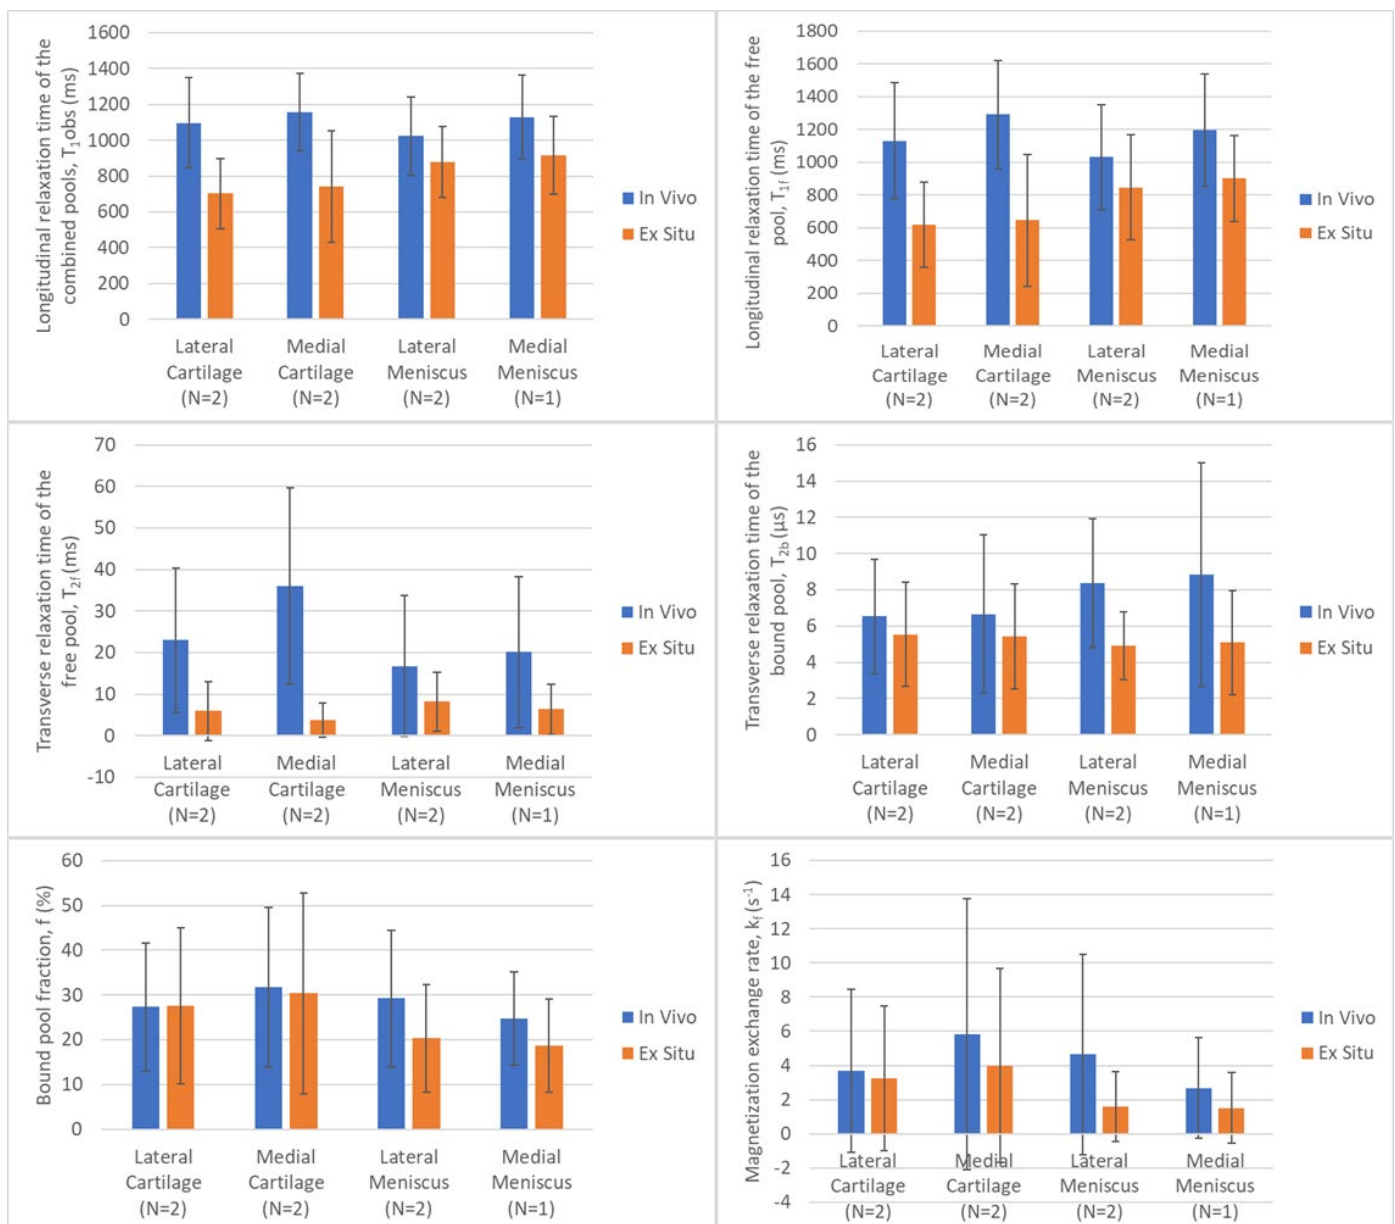 Longitudinal relaxation time of the
combined pools, T₁obs (ms)
1600
1400
1200
1000
800
600
400
200
0
Lateral
Cartilage
(N=2)
Medial
Cartilage
(N=2)
Lateral
Meniscus
(N=2)
Medial
Meniscus
(N=1)
In Vivo
Ex Situ
Longitudinal relaxation time of the free
pool, T₁f (ms)
1800
1600
1400
1200
1000
800
600
400
200
0
Lateral
Cartilage
(N=2)
Medial
Cartilage
(N=2)
Lateral
Meniscus
(N=2)
Medial
Meniscus
(N=1)
In Vivo
Ex Situ
Transverse relaxation time of the
free pool, T₂f (ms)
70
60
50
40
30
20
10
0
-10
Lateral
Cartilage
(N=2)
Medial
Cartilage
(N=2)
Lateral
Meniscus
(N=2)
Medial
Meniscus
(N=1)
In Vivo
Ex Situ
Transverse relaxation time of the
bound pool, T₂b (µs)
16
14
12
10
8
6
4
2
0
Lateral
Cartilage
(N=2)
Medial
Cartilage
(N=2)
Lateral
Meniscus
(N=2)
Medial
Meniscus
(N=1)
In Vivo
Ex Situ
Bound pool fraction, f (%)
60
50
40
30
20
10
0
Lateral
Cartilage
(N=2)
Medial
Cartilage
(N=2)
Lateral
Meniscus
(N=2)
Medial
Meniscus
(N=1)
In Vivo
Ex Situ
Magnetization exchange rate, kf (s⁻¹)
16
14
12
10
8
6
4
2
0
-2
-4
Lateral
Cartilage
(N=2)
Medial
Cartilage
(N=2)
Lateral
Meniscus
(N=2)
Medial
Meniscus
(N=1)
In Vivo
Ex Situ